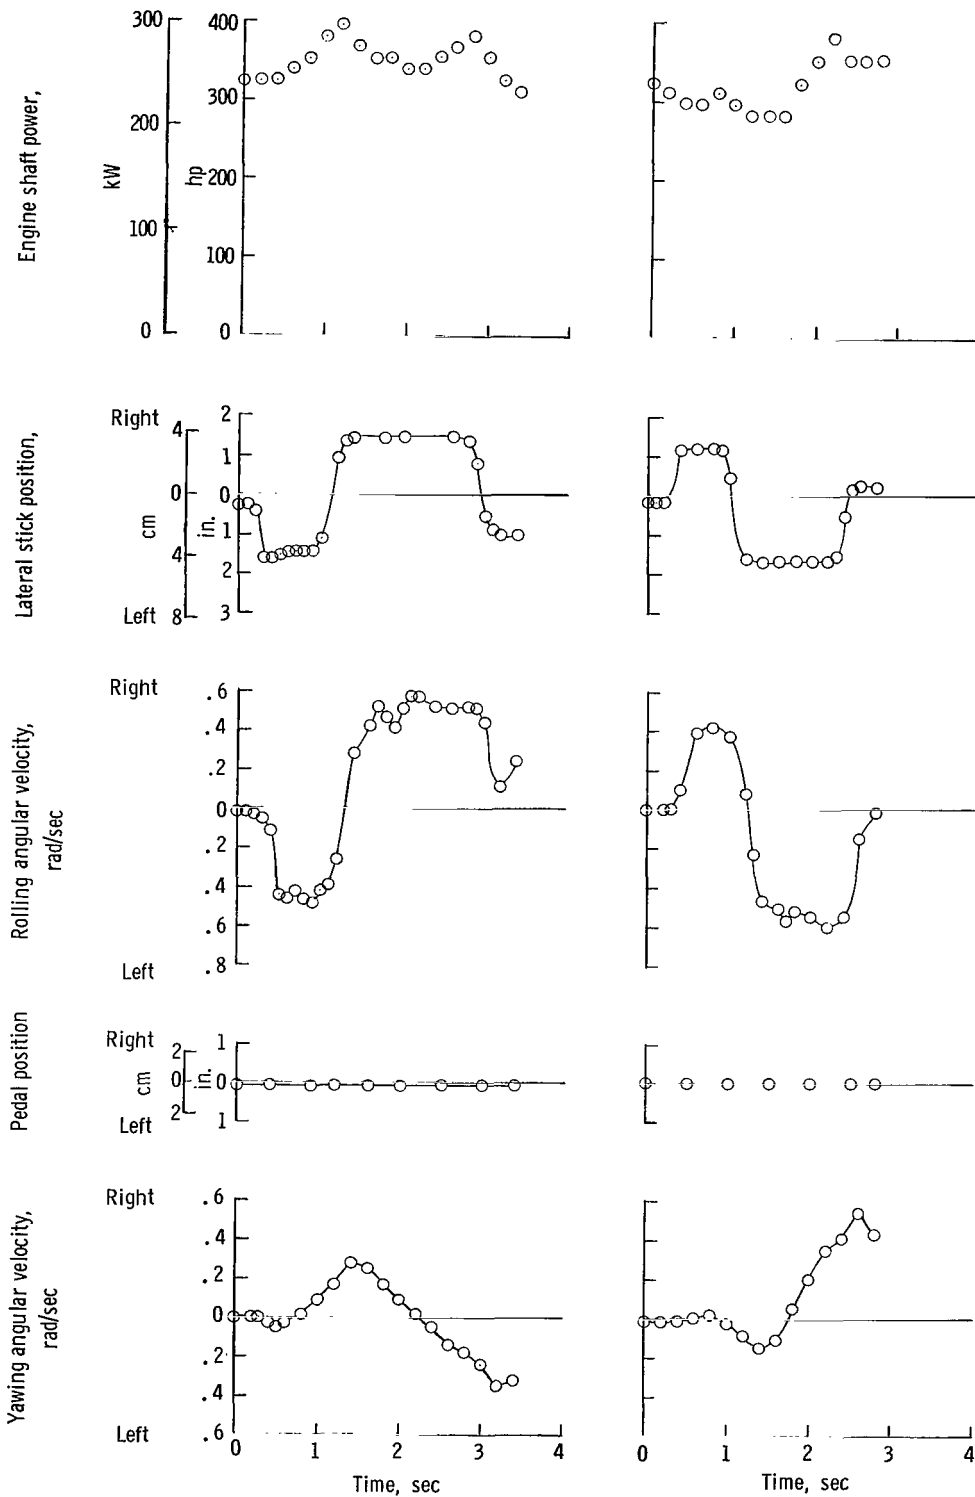 Engine shaft power,
kW
300
200
100
0
hp
400
300
200
100
0
Lateral stick position,
Right
Left
cm
4
0
4
8
in.
2
1
0
1
2
3
Rolling angular velocity,
rad/sec
Right
Left
.6
.4
.2
0
.2
.4
.6
.8
Pedal position
Right
Left
cm
2
0
2
in.
1
0
1
Yawing angular velocity,
rad/sec
Right
Left
.6
.4
.2
0
.2
.4
.6
0 1 2 3 4
Time, sec
0 1 2 3 4
Time, sec